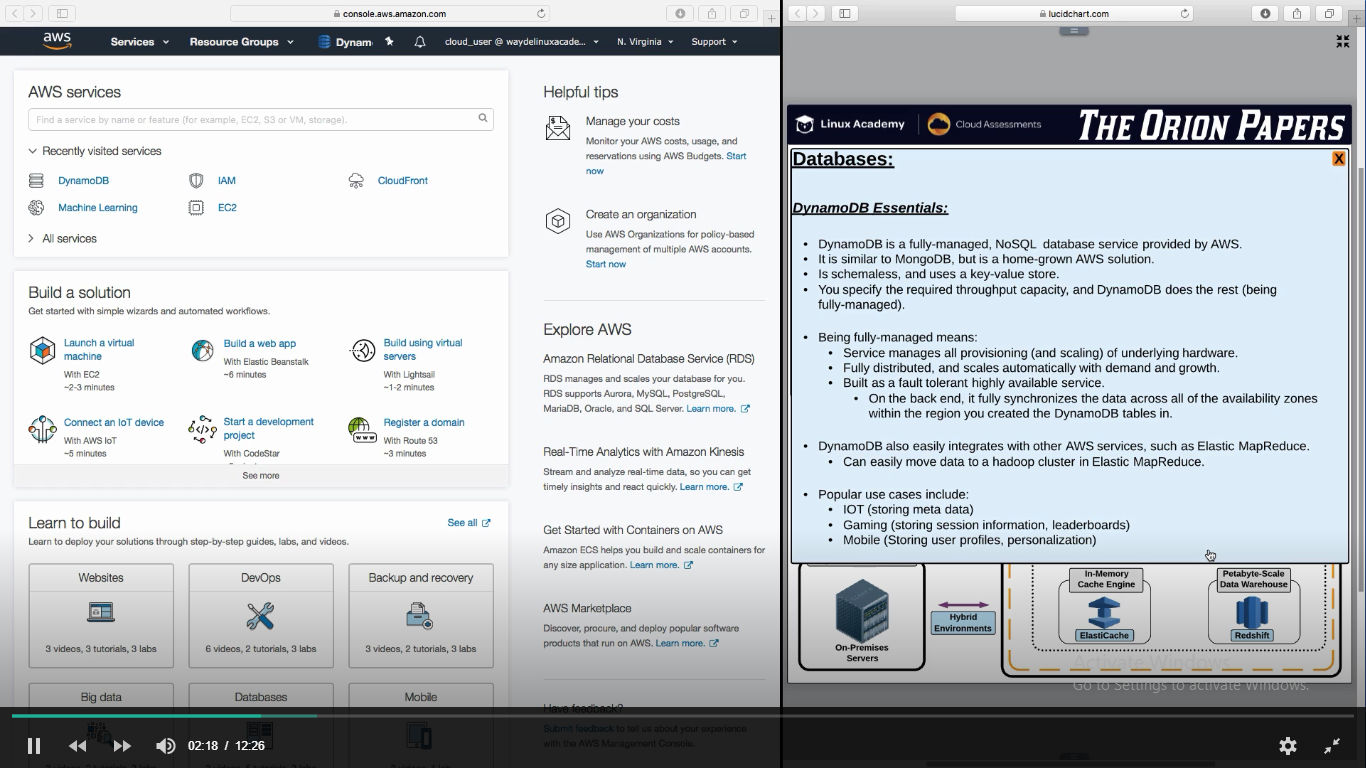 console.aws.amazon.com
aws
Services
Resource Groups
Dynam
cloud_user @ waydelinuxacade...
N. Virginia
Support
AWS services
Find a service by name or feature (for example, EC2, S3 or VM, storage).
Recently visited services
DynamoDB
IAM
CloudFront
Machine Learning
EC2
All services
Build a solution
Get started with simple wizards and automated workflows.
Launch a virtual
machine
With EC2
~2-3 minutes
Build a web app
With Elastic Beanstalk
~6 minutes
Build using virtual
servers
With Lightsail
~1-2 minutes
Connect an IoT device
With AWS IoT
~5 minutes
Start a development
project
With CodeStar
Register a domain
With Route 53
~3 minutes
See more
Learn to build
See all
Learn to deploy your solutions through step-by-step guides, labs, and videos.
Websites
3 videos, 3 tutorials, 3 labs
DevOps
6 videos, 2 tutorials, 3 labs
Backup and recovery
3 videos, 2 tutorials, 3 labs
Big data
Databases
Mobile
Helpful tips
Manage your costs
Monitor your AWS costs, usage, and
reservations using AWS Budgets. Start
now
Create an organization
Use AWS Organizations for policy-based
management of multiple AWS accounts.
Start now
Explore AWS
Amazon Relational Database Service (RDS)
RDS manages and scales your database for you.
RDS supports Aurora, MySQL, PostgreSQL,
MariaDB, Oracle, and SQL Server. Learn more.
Real-Time Analytics with Amazon Kinesis
Stream and analyze real-time data, so you can get
timely insights and react quickly. Learn more.
Get Started with Containers on AWS
Amazon ECS helps you build and scale containers for
any size application. Learn more.
AWS Marketplace
Discover, procure, and deploy popular software
products that run on AWS. Learn more.
Have feedback?
Submit feedback to tell us about your experience
with the AWS Management Console.
02:18 / 12:26
lucidchart.com
Linux Academy
Cloud Assessments
THE ORION PAPERS
Databases:
X
DynamoDB Essentials:
• DynamoDB is a fully-managed, NoSQL database service provided by AWS.
• It is similar to MongoDB, but is a home-grown AWS solution.
• Is schemaless, and uses a key-value store.
• You specify the required throughput capacity, and DynamoDB does the rest (being
fully-managed).
• Being fully-managed means:
• Service manages all provisioning (and scaling) of underlying hardware.
• Fully distributed, and scales automatically with demand and growth.
• Built as a fault tolerant highly available service.
• On the back end, it fully synchronizes the data across all of the availability zones
within the region you created the DynamoDB tables in.
• DynamoDB also easily integrates with other AWS services, such as Elastic MapReduce.
• Can easily move data to a hadoop cluster in Elastic MapReduce.
• Popular use cases include:
• IOT (storing meta data)
• Gaming (storing session information, leaderboards)
• Mobile (Storing user profiles, personalization)
On-Premises
Servers
Hybrid
Environments
In-Memory
Cache Engine
ElastiCache
Petabyte-Scale
Data Warehouse
Redshift
Activate Windows
Go to Settings to activate Windows.